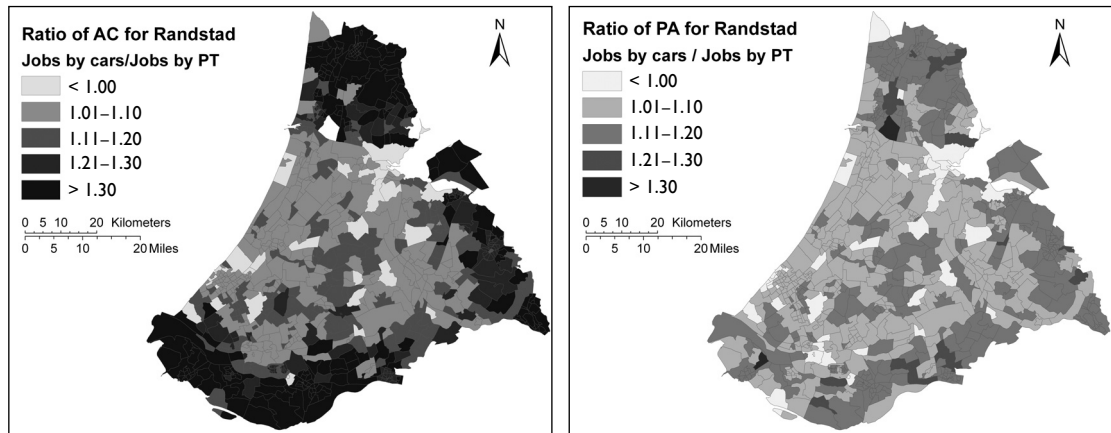 Ratio of AC for Randstad
Jobs by cars/Jobs by PT
< 1.00
1.01–1.10
1.11–1.20
1.21–1.30
> 1.30
0 5 10 20 Kilometers
0 5 10 20 Miles
N
Ratio of PA for Randstad
Jobs by cars / Jobs by PT
< 1.00
1.01–1.10
1.11–1.20
1.21–1.30
> 1.30
0 5 10 20 Kilometers
0 5 10 20 Miles
N